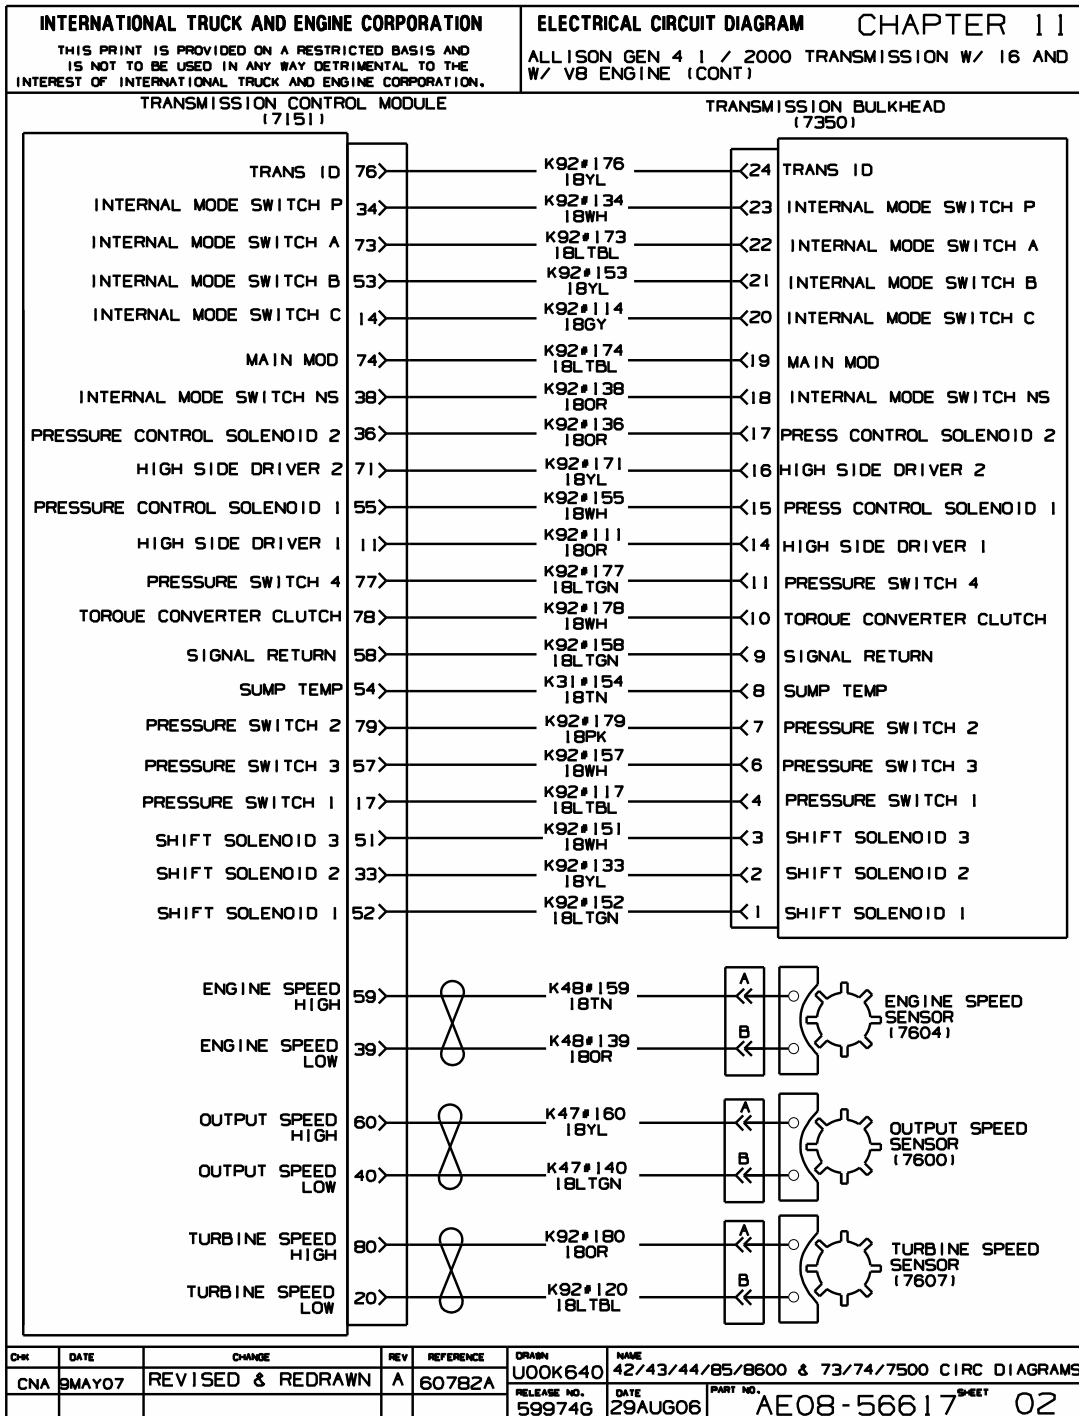 INTERNATIONAL TRUCK AND ENGINE CORPORATION
THIS PRINT IS PROVIDED ON A RESTRICTED BASIS AND
IS NOT TO BE USED IN ANY WAY DETRIMENTAL TO THE
INTEREST OF INTERNATIONAL TRUCK AND ENGINE CORPORATION.
ELECTRICAL CIRCUIT DIAGRAM CHAPTER 11
ALLISON GEN 4 1 / 2000 TRANSMISSION W/ I6 AND
W/ V8 ENGINE (CONT)
TRANSMISSION CONTROL MODULE
(7151)
TRANSMISSION BULKHEAD
(7350)
TRANS ID 76 K92#176 18YL 24 TRANS ID
INTERNAL MODE SWITCH P 34 K92#134 18WH 23 INTERNAL MODE SWITCH P
INTERNAL MODE SWITCH A 73 K92#173 18LTBL 22 INTERNAL MODE SWITCH A
INTERNAL MODE SWITCH B 53 K92#153 18YL 21 INTERNAL MODE SWITCH B
INTERNAL MODE SWITCH C 14 K92#114 18GY 20 INTERNAL MODE SWITCH C
MAIN MOD 74 K92#174 18LTBL 19 MAIN MOD
INTERNAL MODE SWITCH NS 38 K92#138 18OR 18 INTERNAL MODE SWITCH NS
PRESSURE CONTROL SOLENOID 2 36 K92#136 18OR 17 PRESS CONTROL SOLENOID 2
HIGH SIDE DRIVER 2 71 K92#171 18YL 16 HIGH SIDE DRIVER 2
PRESSURE CONTROL SOLENOID 1 55 K92#155 18WH 15 PRESS CONTROL SOLENOID 1
HIGH SIDE DRIVER 1 11 K92#111 18OR 14 HIGH SIDE DRIVER 1
PRESSURE SWITCH 4 77 K92#177 18LTGN 11 PRESSURE SWITCH 4
TORQUE CONVERTER CLUTCH 78 K92#178 18WH 10 TORQUE CONVERTER CLUTCH
SIGNAL RETURN 58 K92#158 18LTGN 9 SIGNAL RETURN
SUMP TEMP 54 K31#154 18TN 8 SUMP TEMP
PRESSURE SWITCH 2 79 K92#179 18PK 7 PRESSURE SWITCH 2
PRESSURE SWITCH 3 57 K92#157 18WH 6 PRESSURE SWITCH 3
PRESSURE SWITCH 1 17 K92#117 18LTBL 4 PRESSURE SWITCH 1
SHIFT SOLENOID 3 51 K92#151 18WH 3 SHIFT SOLENOID 3
SHIFT SOLENOID 2 33 K92#133 18YL 2 SHIFT SOLENOID 2
SHIFT SOLENOID 1 52 K92#152 18LTGN 1 SHIFT SOLENOID 1
ENGINE SPEED HIGH 59 K48#159 18TN A
ENGINE SPEED LOW 39 K48#139 18OR B
ENGINE SPEED
SENSOR
(7604)
OUTPUT SPEED HIGH 60 K47#160 18YL A
OUTPUT SPEED LOW 40 K47#140 18LTGN B
OUTPUT SPEED
SENSOR
(7600)
TURBINE SPEED HIGH 80 K92#180 18OR A
TURBINE SPEED LOW 20 K92#120 18LTBL B
TURBINE SPEED
SENSOR
(7607)
CHK DATE CHANGE REV REFERENCE
CNA 9MAY07 REVISED & REDRAWN A 60782A
DRAWN U00K640
NAME 42/43/44/85/8600 & 73/74/7500 CIRC DIAGRAMS
RELEASE NO. 59974G
DATE 29AUG06
PART NO. AE08-56617 SHEET 02